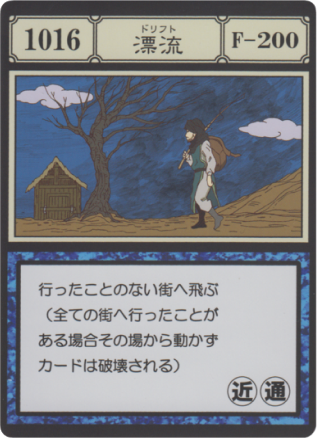 1016
ドリフト
漂流
F-200
行ったことのない街へ飛ぶ
（全ての街へ行ったことが
ある場合その場から動かず
カードは破壊される）
近 通